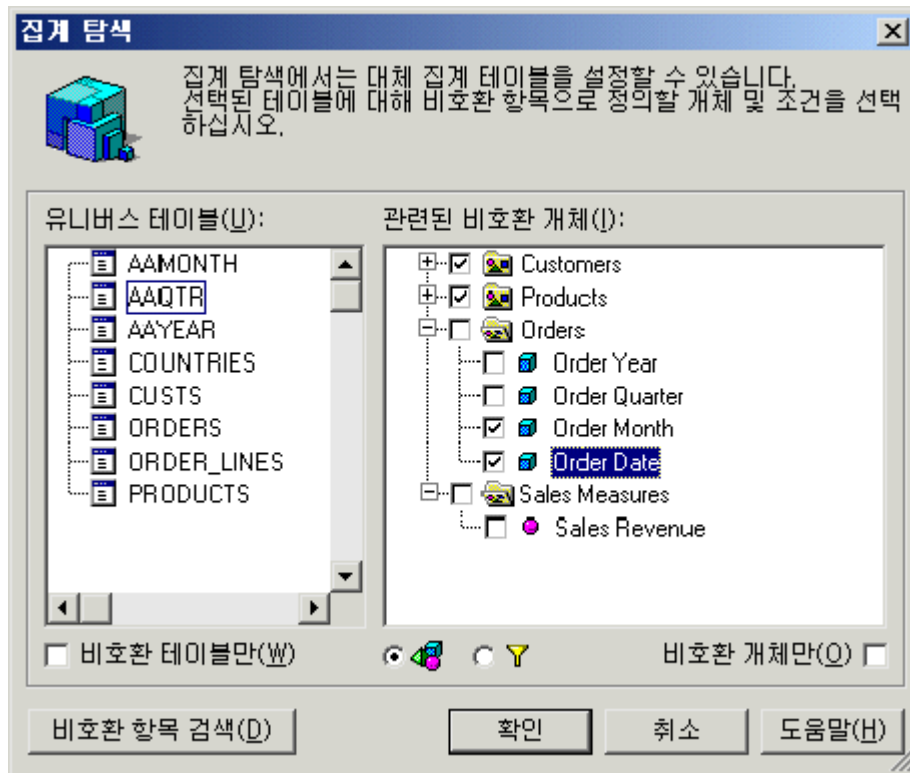 집계 탐색
집계 탐색에서는 대체 집계 테이블을 설정할 수 있습니다.
선택된 테이블에 대해 비호환 항목으로 정의할 개체 및 조건을 선택
하십시오.
유니버스 테이블(U):
AAMONTH
AAQTR
AAYEAR
COUNTRIES
CUSTS
ORDERS
ORDER_LINES
PRODUCTS
관련된 비호환 개체(I):
Customers
Products
Orders
Order Year
Order Quarter
Order Month
Order Date
Sales Measures
Sales Revenue
비호환 테이블만(W)
비호환 개체만(O)
비호환 항목 검색(D)
확인
취소
도움말(H)